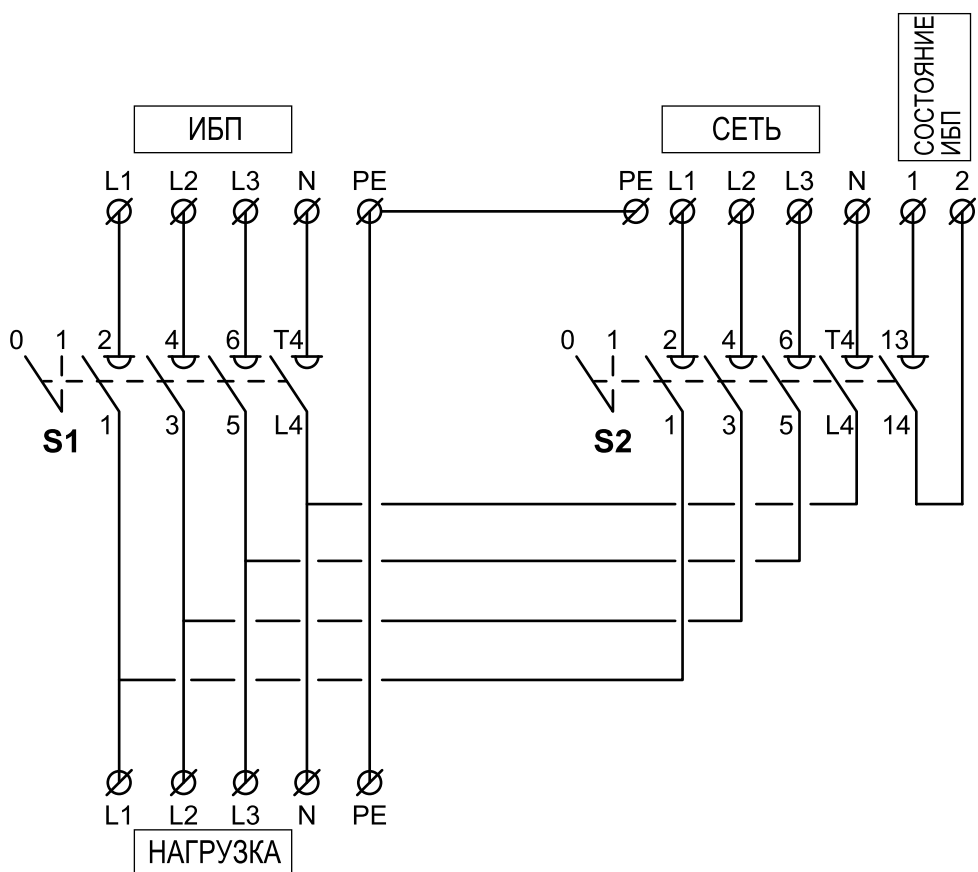 СОСТОЯНИЕ
ИБП
ИБП
СЕТЬ
L1 L2 L3 N PE
PE L1 L2 L3 N 1 2
0 1 2 4 6 T4
0 1 2 4 6 T4 13
S1 1 3 5 L4
S2 1 3 5 L4 14
L1 L2 L3 N PE
НАГРУЗКА